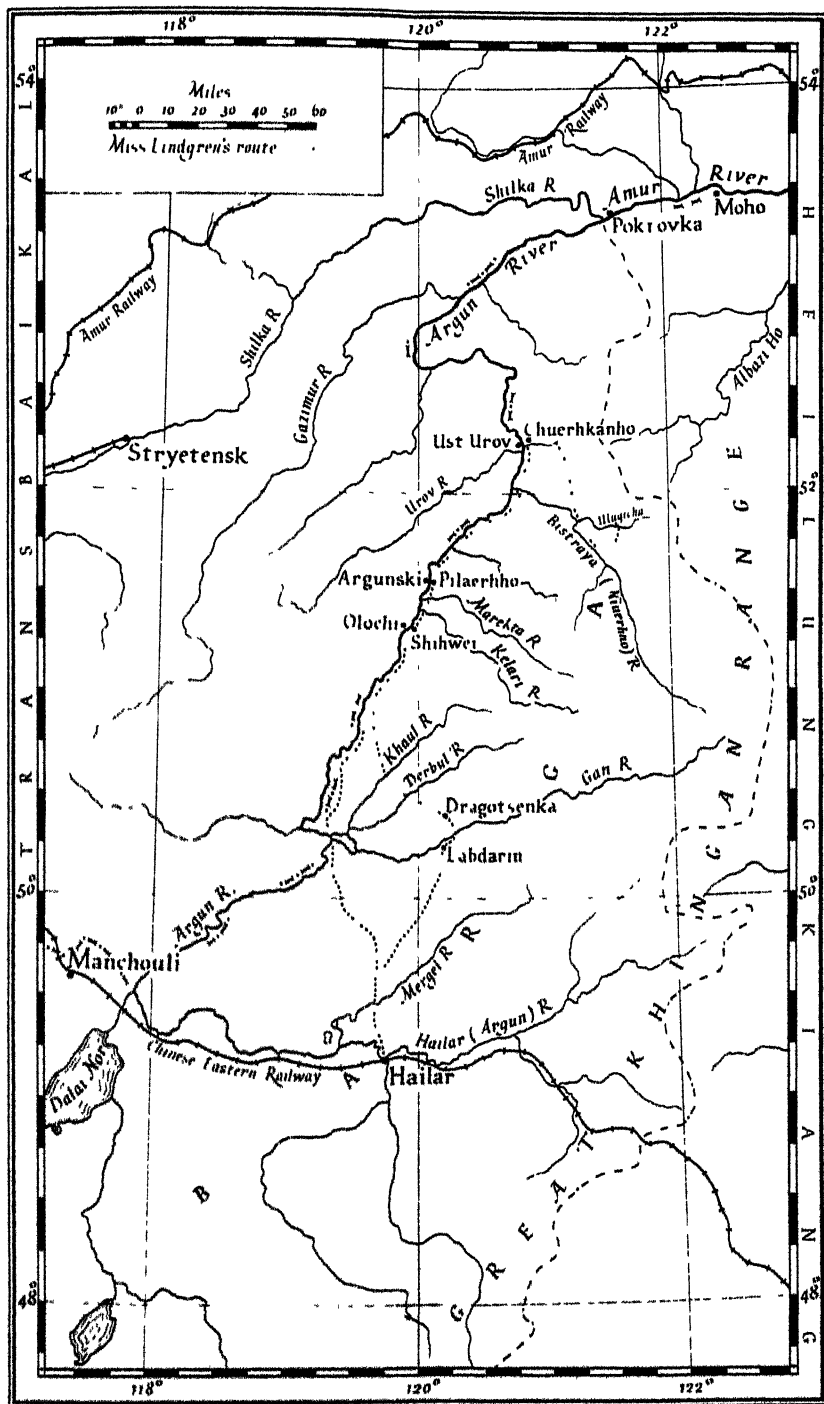 118° 120° 122°
54° 54°
Miles
10 0 10 20 30 40 50 60
Miss Lindgren's route
Amur Railway
Shilka R
Amur River
Moho
Pokrovka
Argun River
Amur Railway
Shilka R
Gazimur R
Albazi Ho
Stryetensk
Ust Urov
Chuerhkanho
52°
Urov R
Bistraya (
) R
Argunski
Pilaerhho
Olochi
Shihwei
Marekta R
Kelari R
Khaul R
Derbul R
Gan R
Dragotsenka
Labdarin
50° 50°
Argun R.
Manchouli
Mergel R
Hailar (Argun) R
Chinese Eastern Railway
Hailar
Dalai Nor
B A R G A
GREAT KHINGAN RANGE
TRANSBAIKALIA
HEILUNGKIANG
48° 48°
118° 120° 122°